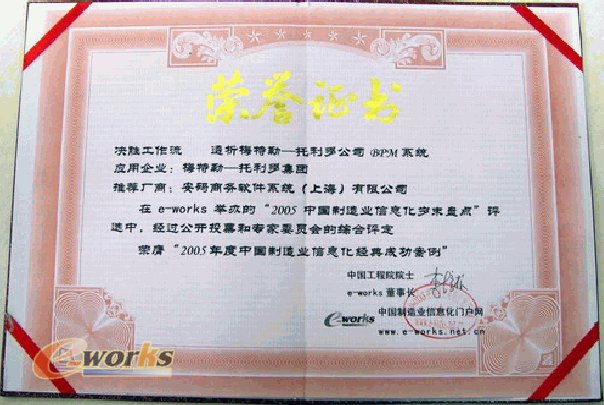 荣誉证书
决胜工作流 透析梅特勒—托利多公司BPM系统
应用企业：梅特勒—托利多集团
推荐厂商：安码商务软件系统（上海）有限公司
在e-works举办的“2005中国制造业信息化岁末盘点”评
选中，经过公开投票和专家委员会的综合评定
荣膺“2005年度中国制造业信息化经典成功案例”
中国工程院院士
e-works董事长
e-works 中国制造业信息化门户网
www.e-works.net.cn
e-works